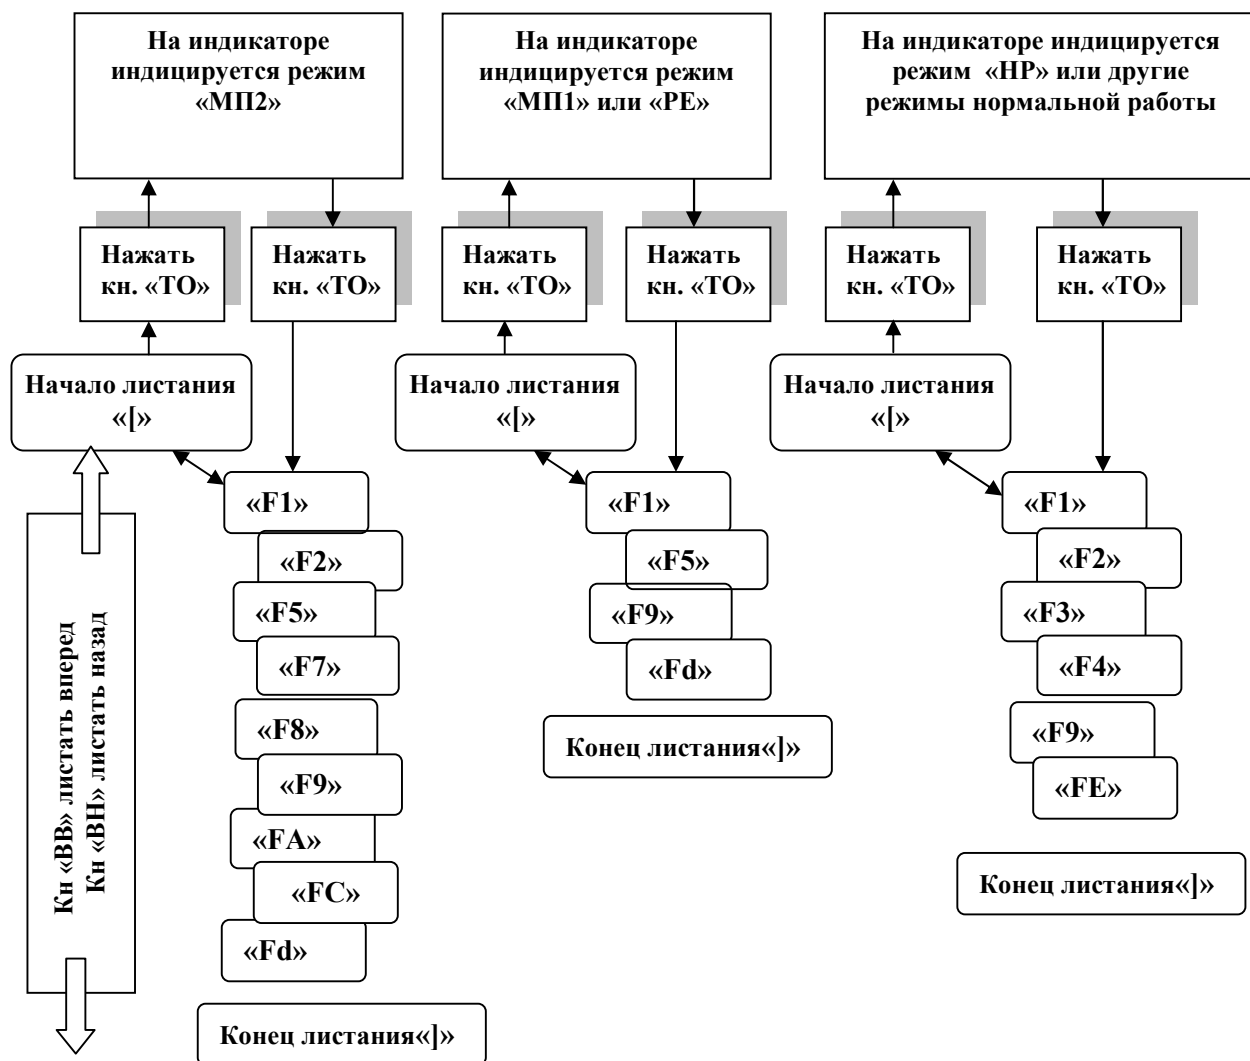 На индикаторе
индицируется режим
«МП2»
На индикаторе
индицируется режим
«МП1» или «РЕ»
На индикаторе индицируется
режим «НР» или другие
режимы нормальной работы
Нажать
кн. «ТО»
Нажать
кн. «ТО»
Нажать
кн. «ТО»
Нажать
кн. «ТО»
Нажать
кн. «ТО»
Нажать
кн. «ТО»
Начало листания
«[»
Начало листания
«[»
Начало листания
«[»
Кн «ВВ» листать вперед
Кн «ВН» листать назад
«F1»
«F2»
«F5»
«F7»
«F8»
«F9»
«FA»
«FC»
«Fd»
Конец листания«]»
«F1»
«F5»
«F9»
«Fd»
Конец листания«]»
«F1»
«F2»
«F3»
«F4»
«F9»
«FE»
Конец листания«]»